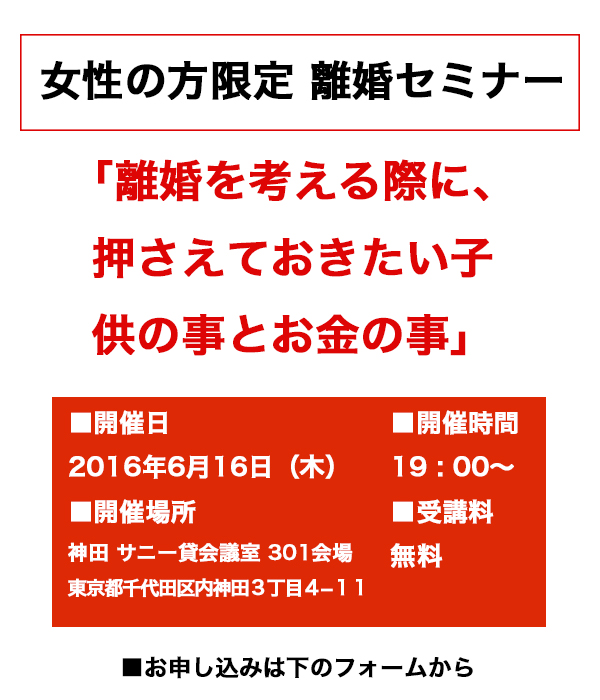 女性の方限定 離婚セミナー
「離婚を考える際に、
押さえておきたい子
供の事とお金の事」
■開催日
2016年6月16日（木）
■開催場所
神田 サニー貸会議室 301会場
東京都千代田区内神田３丁目４−１１
■開催時間
19：00〜
■受講料
無料
■お申し込みは下のフォームから